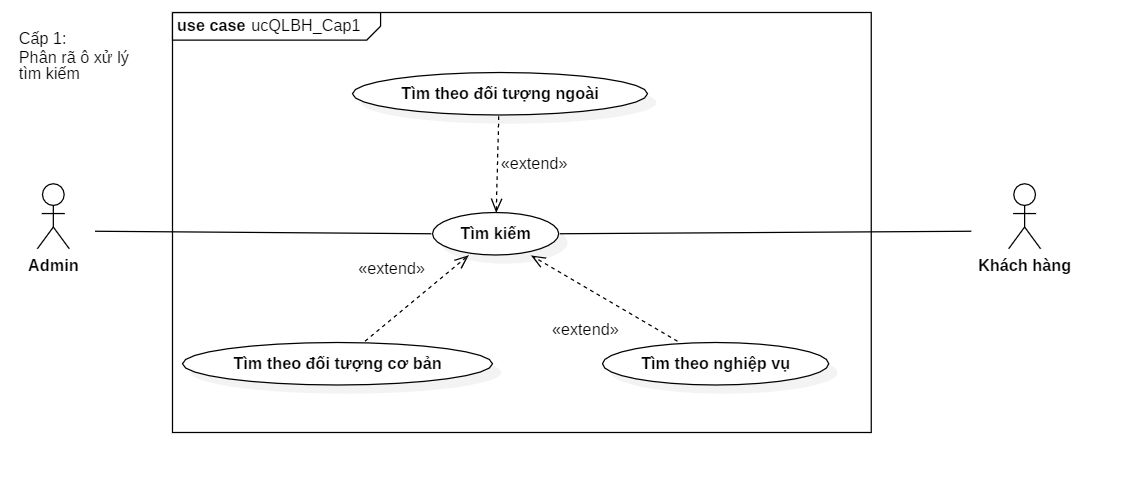 use case ucQLBH_Cap1
Cấp 1:
Phân rã ô xử lý
tìm kiếm
Tìm theo đối tượng ngoài
«extend»
Tìm kiếm
Admin
Khách hàng
«extend»
«extend»
Tìm theo đối tượng cơ bản
Tìm theo nghiệp vụ